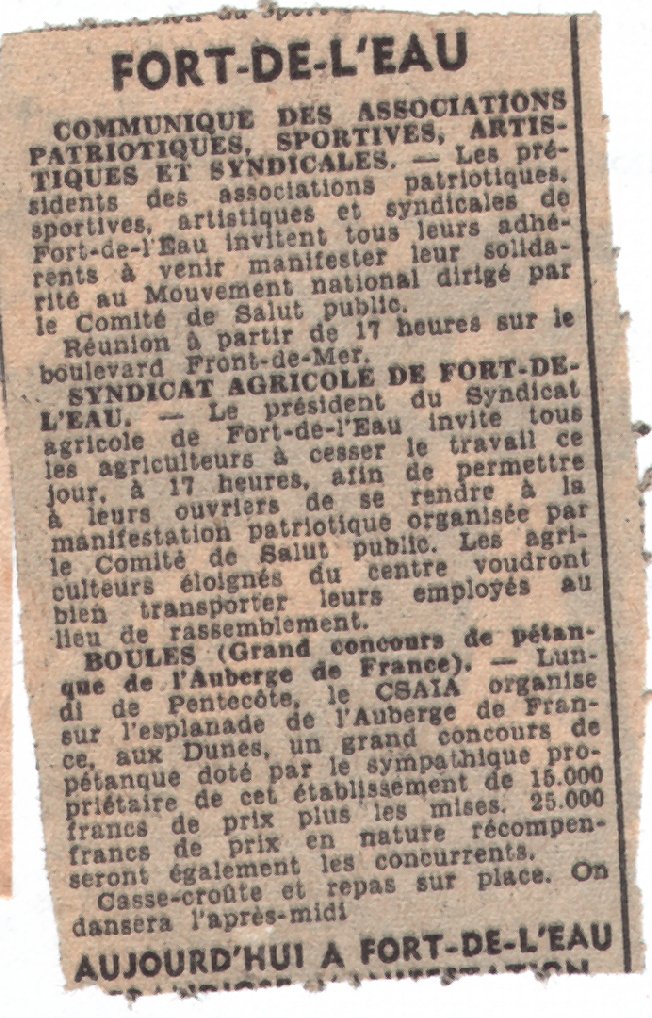 du Sport
FORT-DE-L'EAU
COMMUNIQUE DES ASSOCIATIONS
PATRIOTIQUES, SPORTIVES, ARTIS-
TIQUES ET SYNDICALES. — Les pré-
sidents des associations patriotiques,
sportives, artistiques et syndicales de
Fort-de-l'Eau invitent tous leurs adhé-
rents à venir manifester leur solida-
rité au Mouvement national dirigé par
le Comité de Salut public.
Réunion à partir de 17 heures sur le
boulevard Front-de-Mer.
SYNDICAT AGRICOLE DE FORT-DE-
L'EAU. — Le président du Syndicat
agricole de Fort-de-l'Eau invite tous
les agriculteurs à cesser le travail ce
jour, à 17 heures, afin de permettre
à leurs ouvriers de se rendre à la
manifestation patriotique organisée par
le Comité de Salut public. Les agri-
culteurs éloignés du centre voudront
bien transporter leurs employés au
lieu de rassemblement.
BOULES (Grand concours de pétan-
que de l'Auberge de France). — Lun-
di de Pentecôte, le CSAIA organise
sur l'esplanade de l'Auberge de Fran-
ce, aux Dunes, un grand concours de
pétanque doté par le sympathique pro-
priétaire de cet établissement de 15.000
francs de prix plus les mises. 25.000
francs de prix en nature récompen-
seront également les concurrents.
Casse-croûte et repas sur place. On
dansera l'après-midi
AUJOURD'HUI A FORT-DE-L'EAU